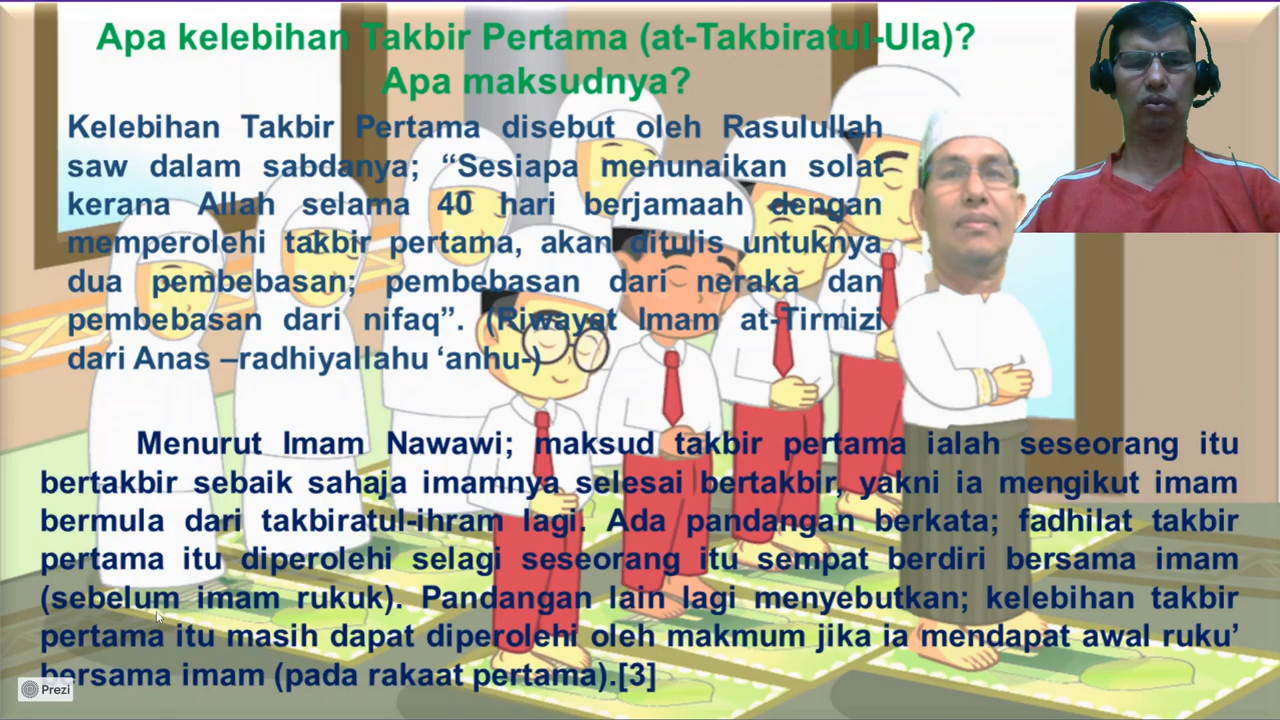 Apa kelebihan Takbir Pertama (at-Takbiratul-Ula)?
Apa maksudnya?
Kelebihan Takbir Pertama disebut oleh Rasulullah
saw dalam sabdanya; “Sesiapa menunaikan solat
kerana Allah selama 40 hari berjamaah dengan
memperolehi takbir pertama, akan ditulis untuknya
dua pembebasan; pembebasan dari neraka dan
pembebasan dari nifaq”. (Riwayat Imam at-Tirmizi
dari Anas –radhiyallahu ‘anhu-)
Menurut Imam Nawawi; maksud takbir pertama ialah seseorang itu
bertakbir sebaik sahaja imamnya selesai bertakbir, yakni ia mengikut imam
bermula dari takbiratul-ihram lagi. Ada pandangan berkata; fadhilat takbir
pertama itu diperolehi selagi seseorang itu sempat berdiri bersama imam
(sebelum imam rukuk). Pandangan lain lagi menyebutkan; kelebihan takbir
pertama itu masih dapat diperolehi oleh makmum jika ia mendapat awal ruku’
bersama imam (pada rakaat pertama).[3]
Prezi